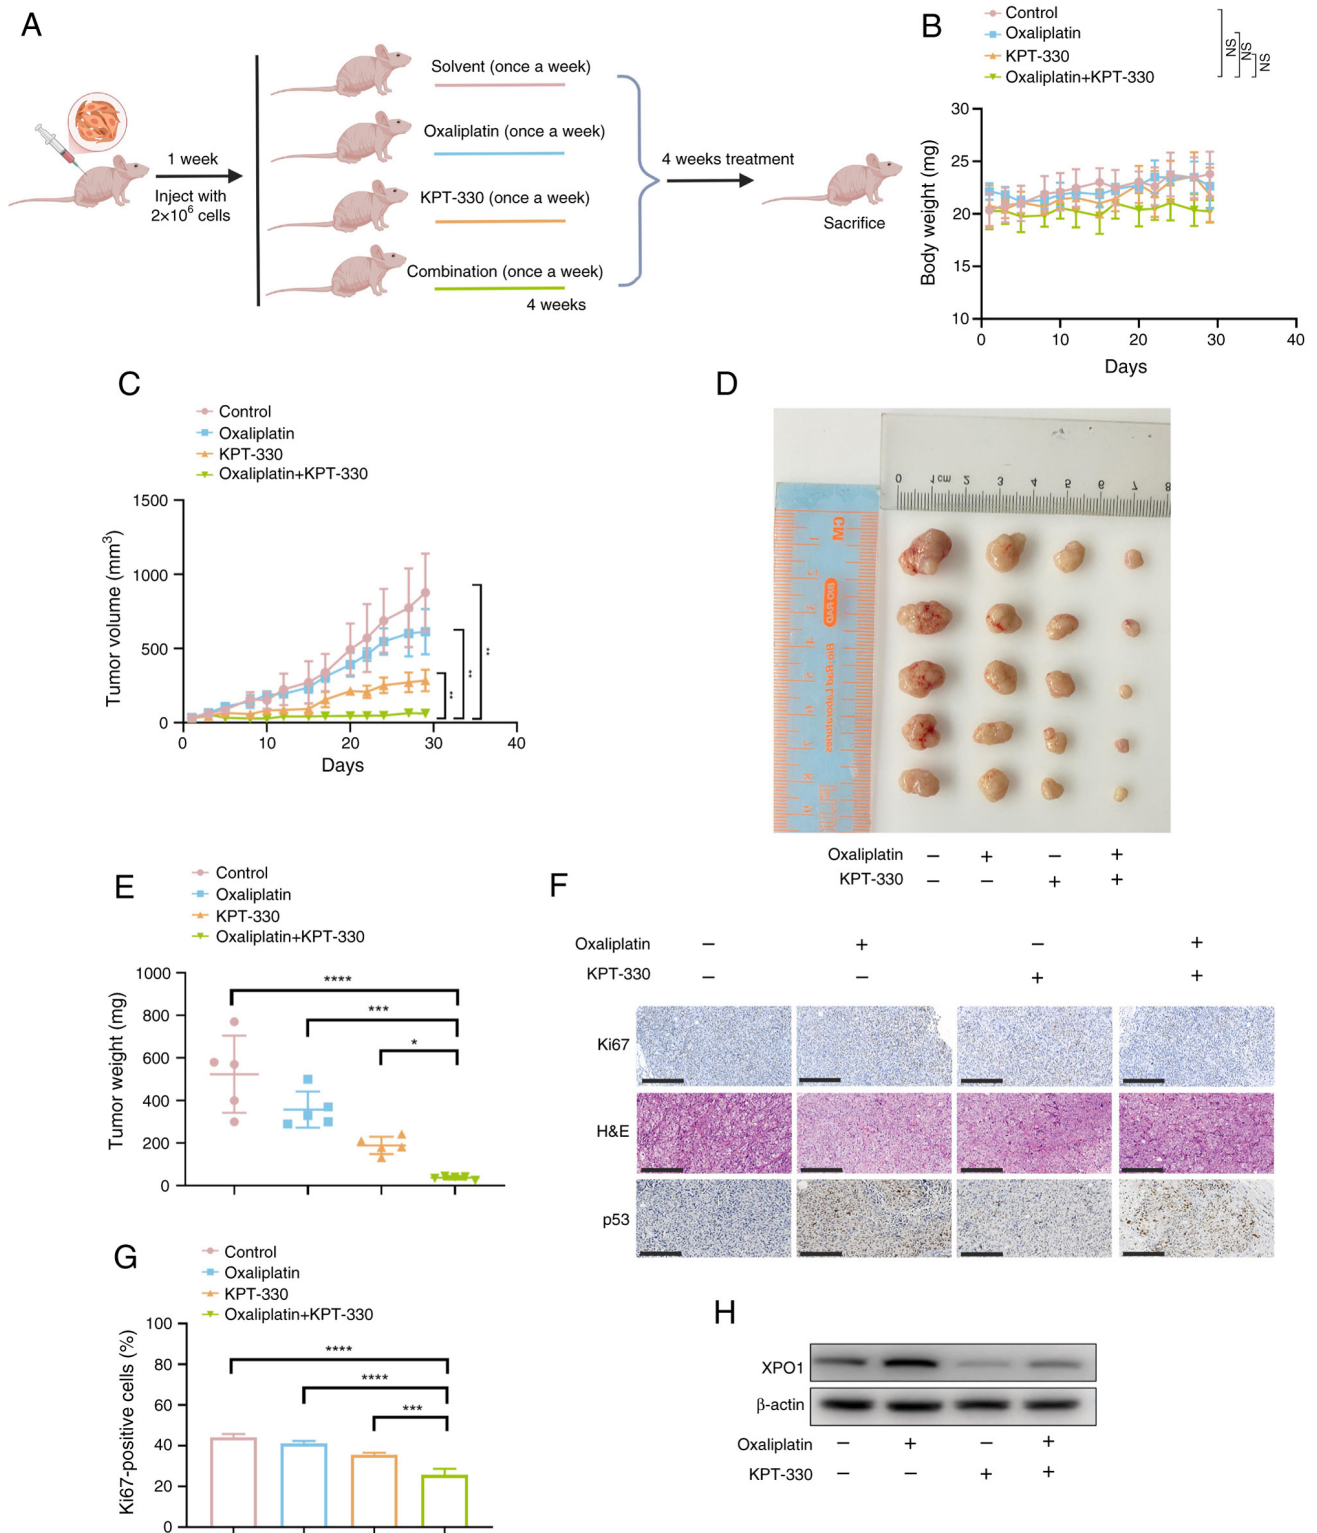 A
Solvent (once a week)
Oxaliplatin (once a week)
KPT-330 (once a week)
Combination (once a week)
4 weeks
1 week
Inject with
2×10⁶ cells
4 weeks treatment
Sacrifice
B
Control
Oxaliplatin
KPT-330
Oxaliplatin+KPT-330
NS
NS
NS
Body weight (mg)
30
25
20
15
10
0
10
20
30
40
Days
C
Control
Oxaliplatin
KPT-330
Oxaliplatin+KPT-330
Tumor volume (mm³)
1500
1000
500
0
0
10
20
30
40
Days
**
**
**
D
0 1cm 2 3 4 5 6 7 8
CM
BIO RAD
Bio-Rad Laboratories
Oxaliplatin − + − +
KPT-330 − − + +
E
Control
Oxaliplatin
KPT-330
Oxaliplatin+KPT-330
Tumor weight (mg)
1000
800
600
400
200
0
****
***
*
F
Oxaliplatin − + − +
KPT-330 − − + +
Ki67
H&E
p53
G
Control
Oxaliplatin
KPT-330
Oxaliplatin+KPT-330
Ki67-positive cells (%)
100
80
60
40
20
0
****
****
***
H
XPO1
β-actin
Oxaliplatin − + − +
KPT-330 − − + +